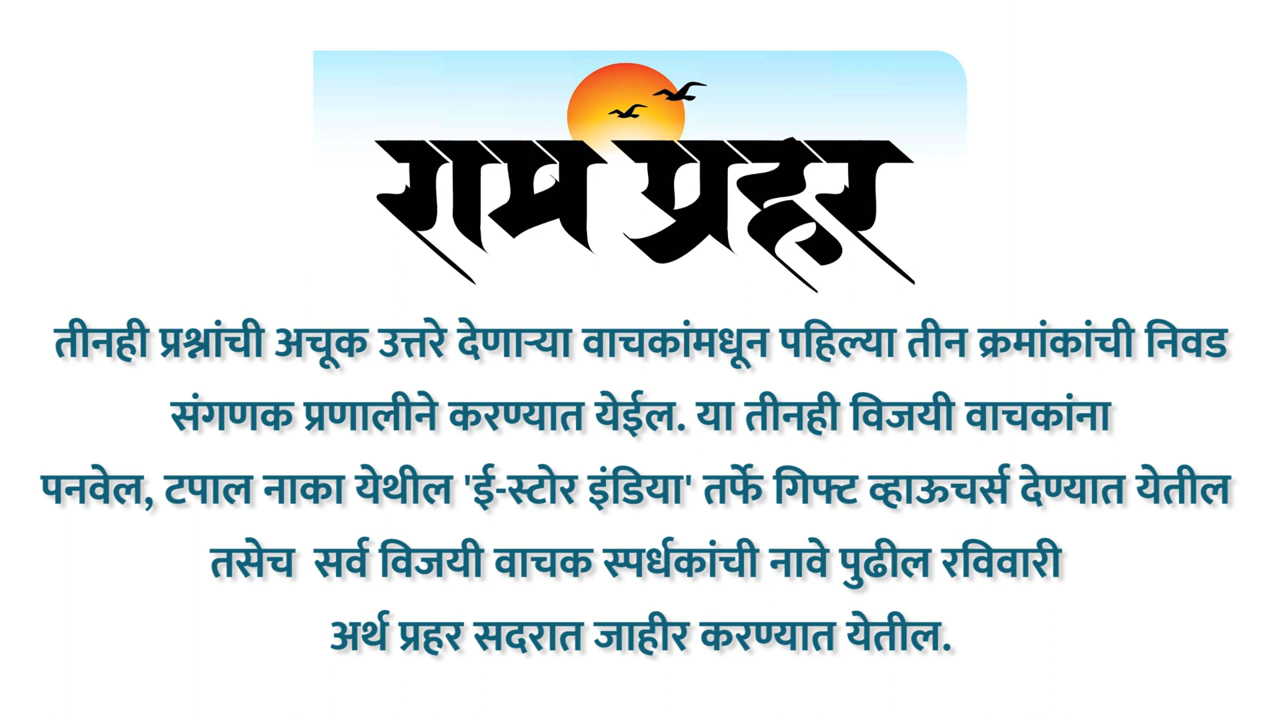 राम प्रहर
तीनही प्रश्नांची अचूक उत्तरे देणाऱ्या वाचकांमधून पहिल्या तीन क्रमांकांची निवड
संगणक प्रणालीने करण्यात येईल. या तीनही विजयी वाचकांना
पनवेल, टपाल नाका येथील 'ई-स्टोर इंडिया' तर्फे गिफ्ट व्हाऊचर्स देण्यात येतील
तसेच  सर्व विजयी वाचक स्पर्धकांची नावे पुढील रविवारी
अर्थ प्रहर सदरात जाहीर करण्यात येतील.